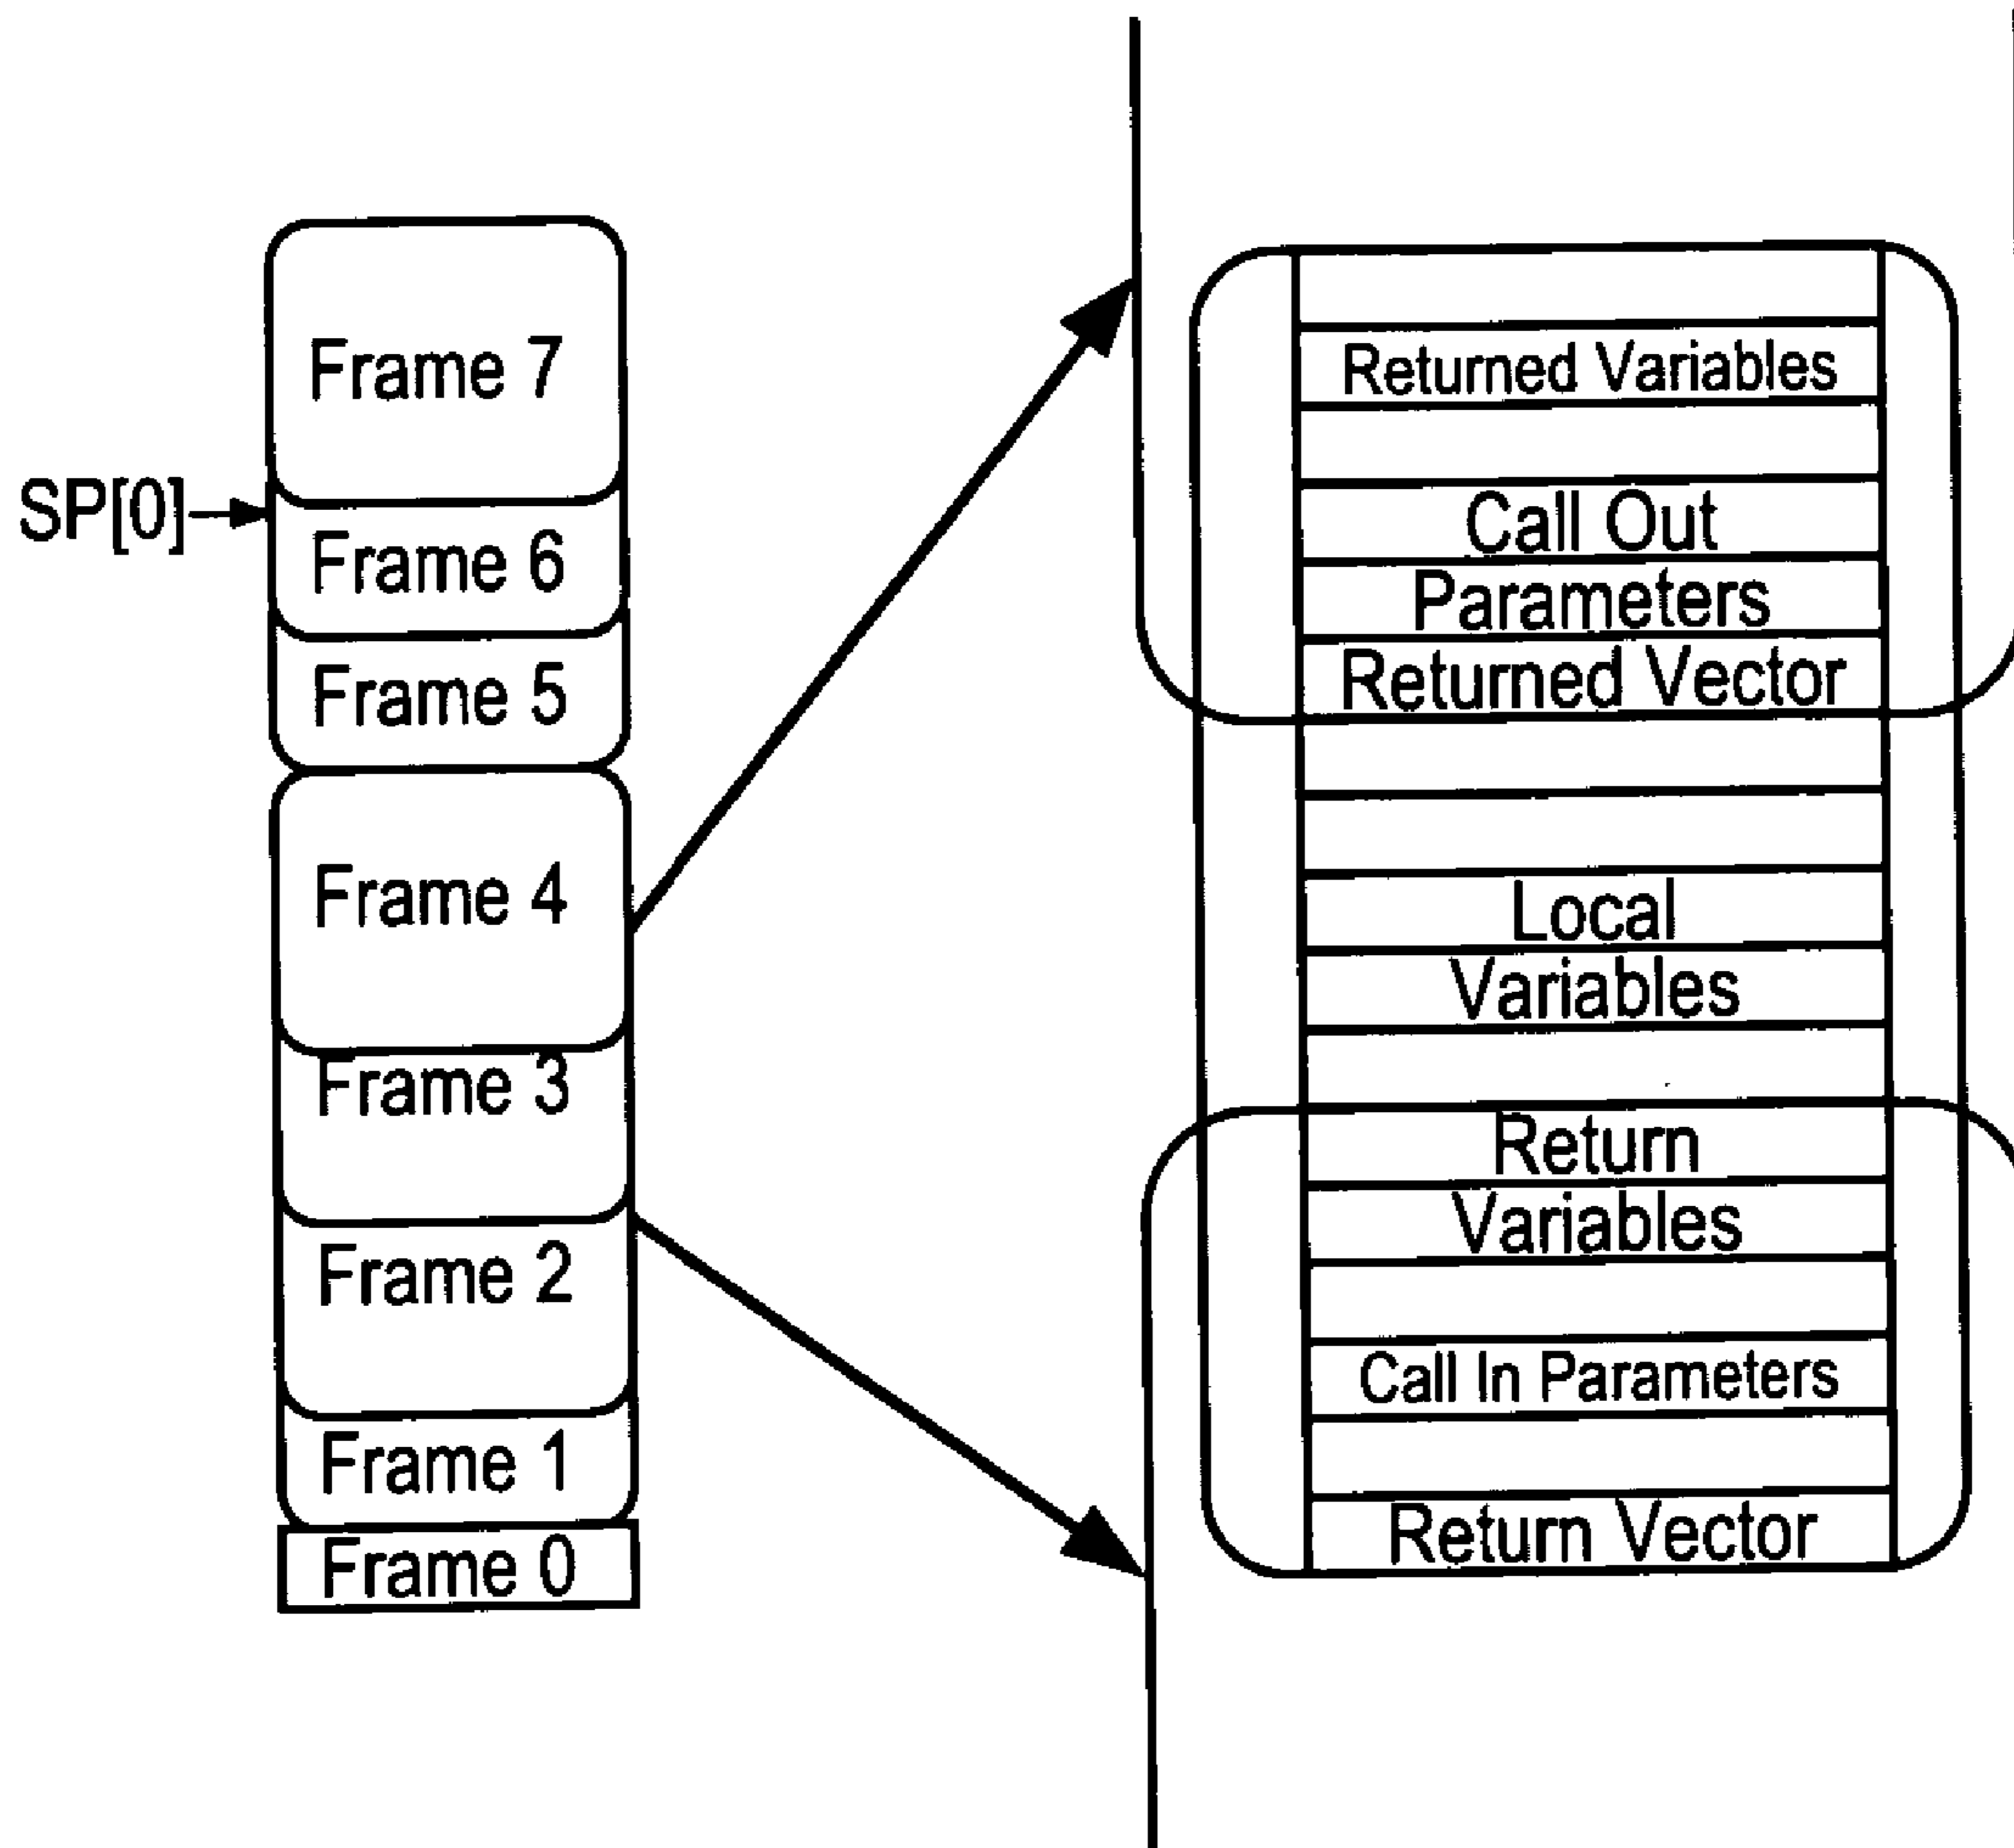 Frame 7
SP[0]
Frame 6
Frame 5
Frame 4
Frame 3
Frame 2
Frame 1
Frame 0
Returned Variables
Call Out
Parameters
Returned Vector
Local
Variables
Return
Variables
Call In Parameters
Return Vector